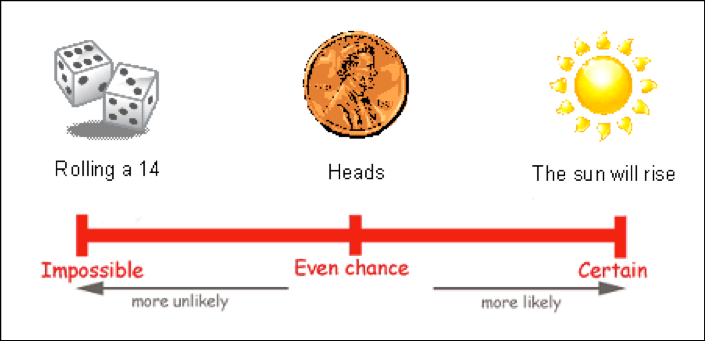 Rolling a 14
Heads
The sun will rise
Impossible
Even chance
Certain
more unlikely
more likely